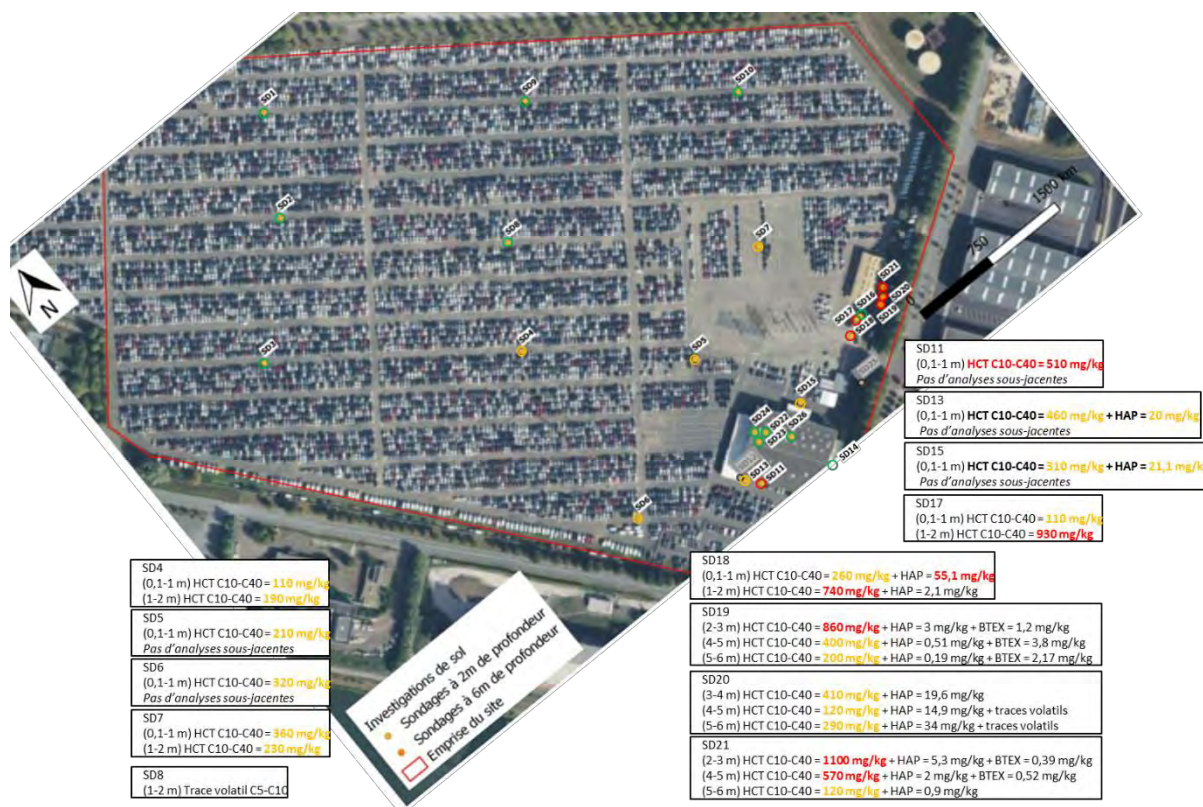 SD1
SD9
SD10
SD2
SD8
SD7
SD3
SD4
SD5
SD6
SD21
SD20
SD19
SD16
SD17
SD18
SD15
SD24
SD22
SD26
SD23
SD14
SD13
SD11
N
0
750
1500 km
SD11
(0,1-1 m) HCT C10-C40 = 510 mg/kg
Pas d'analyses sous-jacentes
SD13
(0,1-1 m) HCT C10-C40 = 460 mg/kg + HAP = 20 mg/kg
Pas d'analyses sous-jacentes
SD15
(0,1-1 m) HCT C10-C40 = 310 mg/kg + HAP = 21,1 mg/k
Pas d'analyses sous-jacentes
SD17
(0,1-1 m) HCT C10-C40 = 110 mg/kg
(1-2 m) HCT C10-C40 = 930 mg/kg
SD4
(0,1-1 m) HCT C10-C40 = 110 mg/kg
(1-2 m) HCT C10-C40 = 190 mg/kg
SD5
(0,1-1 m) HCT C10-C40 = 210 mg/kg
Pas d'analyses sous-jacentes
SD6
(0,1-1 m) HCT C10-C40 = 320 mg/kg
Pas d'analyses sous-jacentes
SD7
(0,1-1 m) HCT C10-C40 = 360 mg/kg
(1-2 m) HCT C10-C40 = 230 mg/kg
SD8
(1-2 m) Trace volatil C5-C10
Investigations de sol
Sondages à 2m de profondeur
Sondages à 6m de profondeur
Emprise du site
SD18
(0,1-1 m) HCT C10-C40 = 260 mg/kg + HAP = 55,1 mg/kg
(1-2 m) HCT C10-C40 = 740 mg/kg + HAP = 2,1 mg/kg
SD19
(2-3 m) HCT C10-C40 = 860 mg/kg + HAP = 3 mg/kg + BTEX = 1,2 mg/kg
(4-5 m) HCT C10-C40 = 400 mg/kg + HAP = 0,51 mg/kg + BTEX = 3,8 mg/kg
(5-6 m) HCT C10-C40 = 200 mg/kg + HAP = 0,19 mg/kg + BTEX = 2,17 mg/kg
SD20
(3-4 m) HCT C10-C40 = 410 mg/kg + HAP = 19,6 mg/kg
(4-5 m) HCT C10-C40 = 120 mg/kg + HAP = 14,9 mg/kg + traces volatils
(5-6 m) HCT C10-C40 = 290 mg/kg + HAP = 34 mg/kg + traces volatils
SD21
(2-3 m) HCT C10-C40 = 1100 mg/kg + HAP = 5,3 mg/kg + BTEX = 0,39 mg/kg
(4-5 m) HCT C10-C40 = 570 mg/kg + HAP = 2 mg/kg + BTEX = 0,52 mg/kg
(5-6 m) HCT C10-C40 = 120 mg/kg + HAP = 0,9 mg/kg